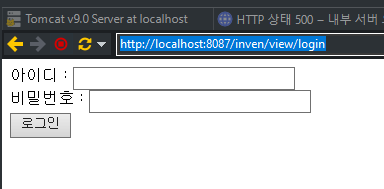 Tomcat v9.0 Server at localhost
HTTP 상태 500 – 내부 서버
http://localhost:8087/inven/view/login
아이디 :
비밀번호 :
로그인